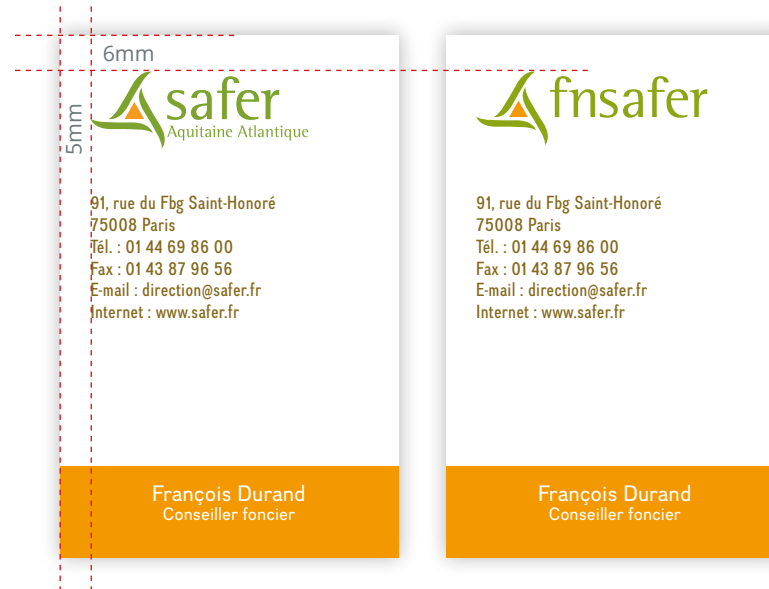 6mm
5mm
safer
Aquitaine Atlantique
91, rue du Fbg Saint-Honoré
75008 Paris
Tél. : 01 44 69 86 00
Fax : 01 43 87 96 56
E-mail : direction@safer.fr
Internet : www.safer.fr
François Durand
Conseiller foncier
fnsafer
91, rue du Fbg Saint-Honoré
75008 Paris
Tél. : 01 44 69 86 00
Fax : 01 43 87 96 56
E-mail : direction@safer.fr
Internet : www.safer.fr
François Durand
Conseiller foncier